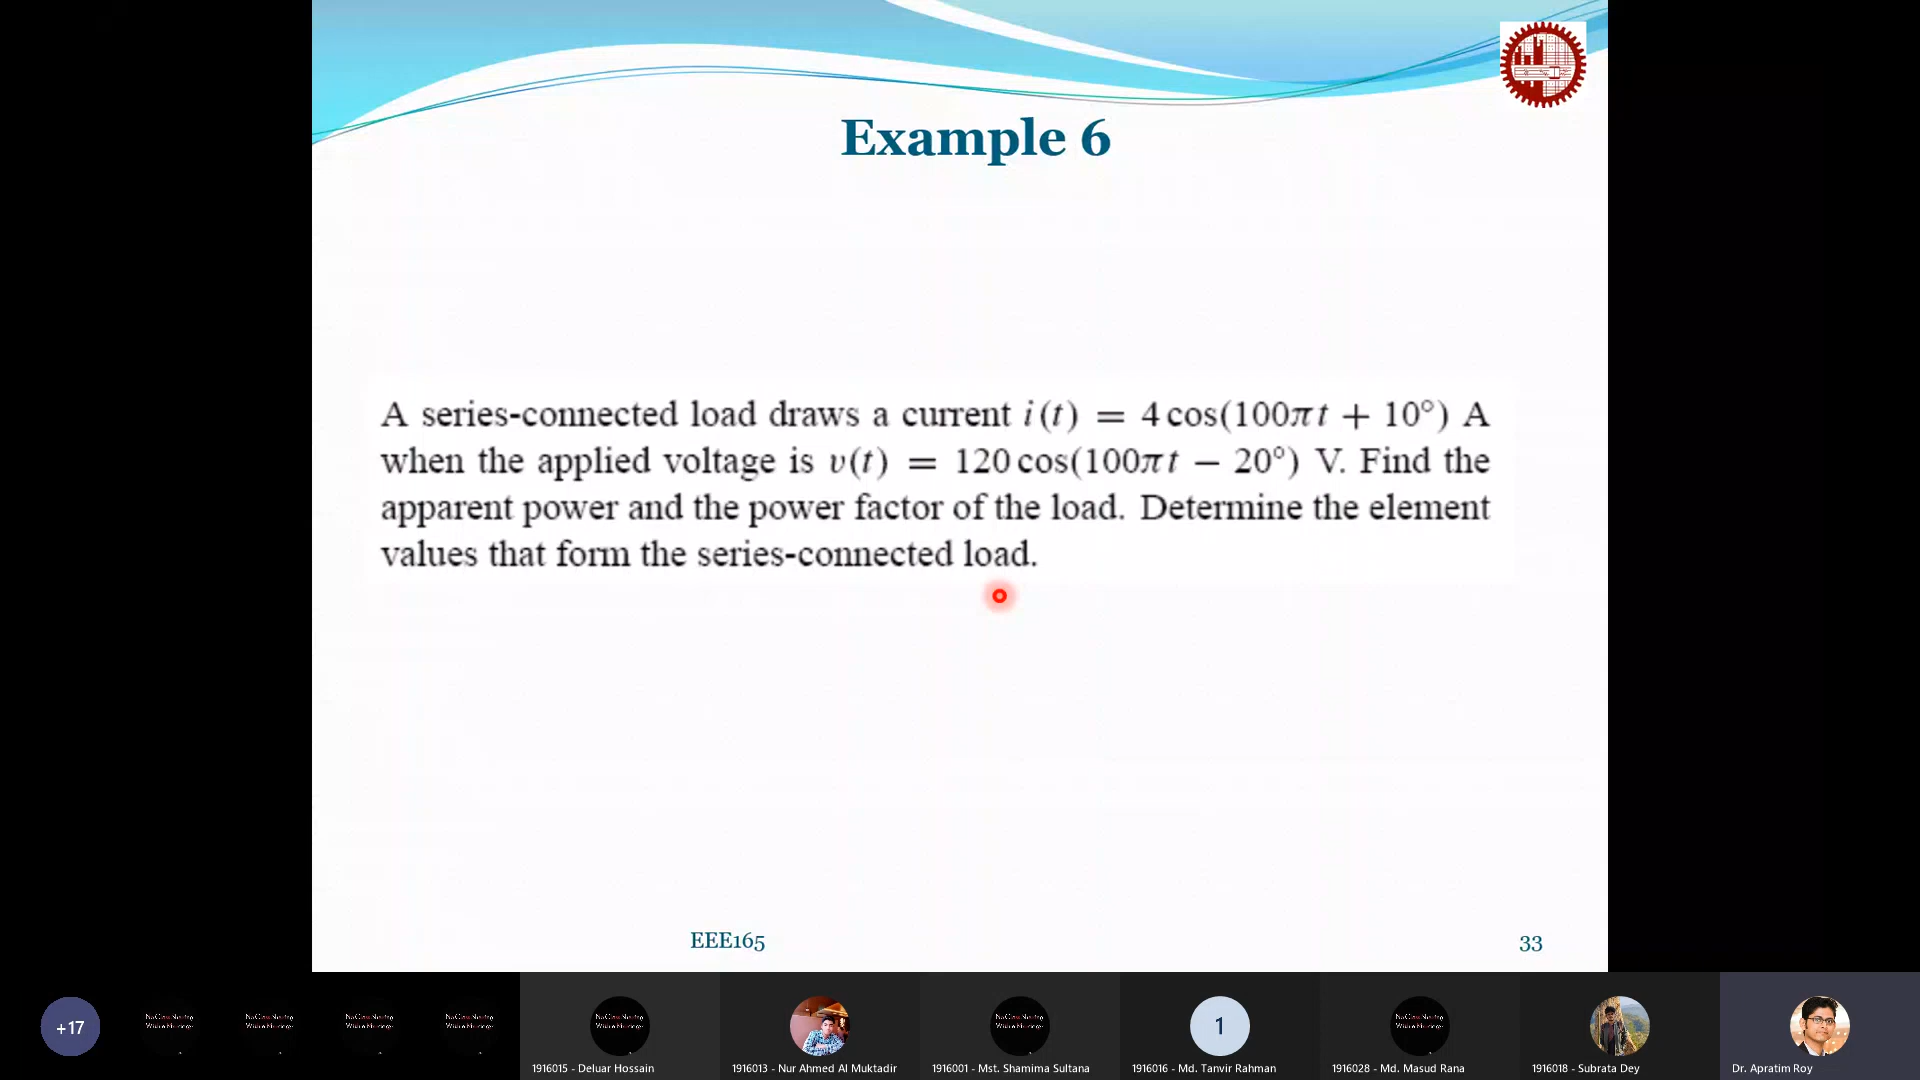 Example 6
A series-connected load draws a current i(t) = 4 cos(100πt + 10°) A
when the applied voltage is v(t) = 120 cos(100πt − 20°) V. Find the
apparent power and the power factor of the load. Determine the element
values that form the series-connected load.
EEE165
33
+17
1
1916015 - Deluar Hossain
1916013 - Nur Ahmed Al Muktadir
1916001 - Mst. Shamima Sultana
1916016 - Md. Tanvir Rahman
1916028 - Md. Masud Rana
1916018 - Subrata Dey
Dr. Apratim Roy